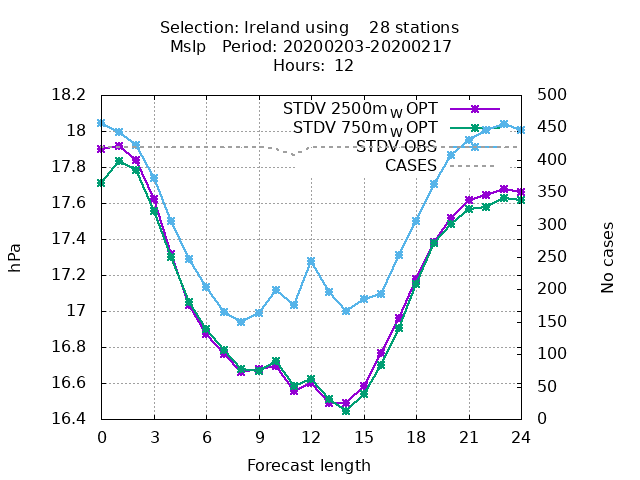 Selection: Ireland using    28 stations
Mslp   Period: 20200203-20200217
Hours:  12
STDV 2500m_W OPT
STDV 750m_W OPT
STDV OBS
CASES
hPa
No cases
18.2
18
17.8
17.6
17.4
17.2
17
16.8
16.6
16.4
500
450
400
350
300
250
200
150
100
50
0
0 3 6 9 12 15 18 21 24
Forecast length